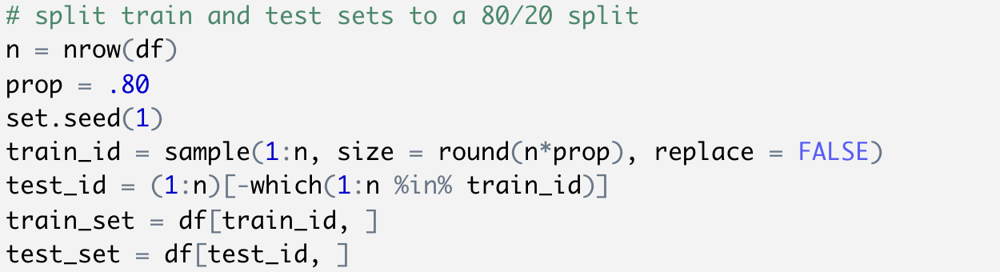 # split train and test sets to a 80/20 split
n = nrow(df)
prop = .80
set.seed(1)
train_id = sample(1:n, size = round(n*prop), replace = FALSE)
test_id = (1:n)[-which(1:n %in% train_id)]
train_set = df[train_id, ]
test_set = df[test_id, ]